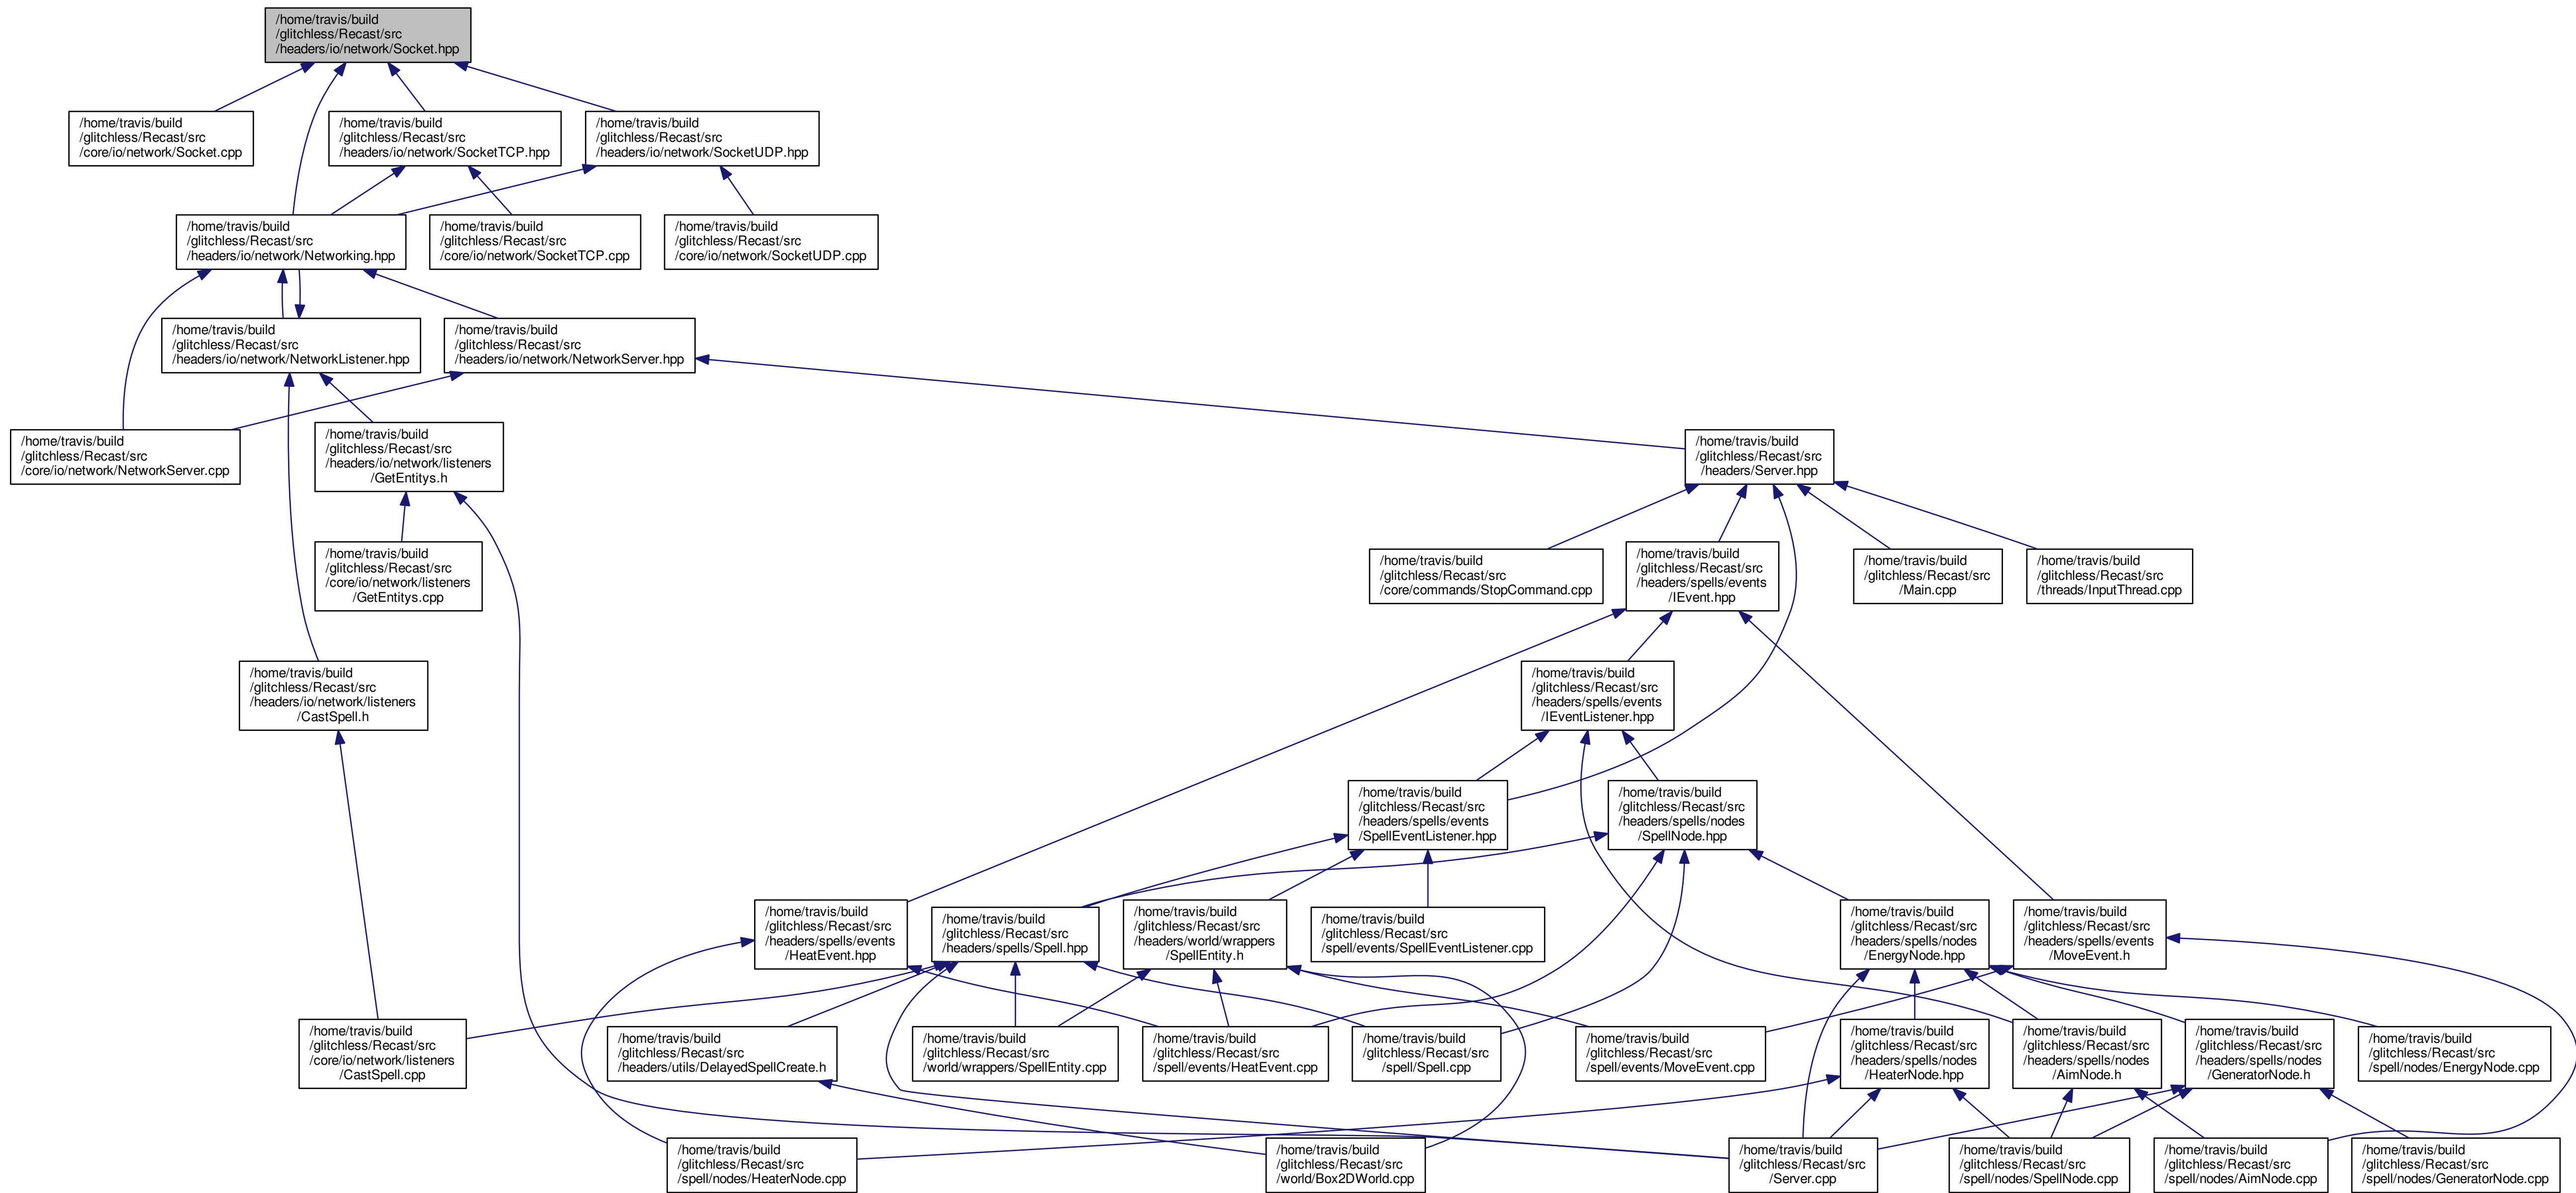 /home/travis/build
/glitchless/Recast/src
/headers/io/network/Socket.hpp
/home/travis/build
/glitchless/Recast/src
/core/io/network/Socket.cpp
/home/travis/build
/glitchless/Recast/src
/headers/io/network/SocketTCP.hpp
/home/travis/build
/glitchless/Recast/src
/headers/io/network/SocketUDP.hpp
/home/travis/build
/glitchless/Recast/src
/headers/io/network/Networking.hpp
/home/travis/build
/glitchless/Recast/src
/core/io/network/SocketTCP.cpp
/home/travis/build
/glitchless/Recast/src
/core/io/network/SocketUDP.cpp
/home/travis/build
/glitchless/Recast/src
/headers/io/network/NetworkListener.hpp
/home/travis/build
/glitchless/Recast/src
/headers/io/network/NetworkServer.hpp
/home/travis/build
/glitchless/Recast/src
/core/io/network/NetworkServer.cpp
/home/travis/build
/glitchless/Recast/src
/headers/io/network/listeners
/GetEntitys.h
/home/travis/build
/glitchless/Recast/src
/headers/Server.hpp
/home/travis/build
/glitchless/Recast/src
/core/io/network/listeners
/GetEntitys.cpp
/home/travis/build
/glitchless/Recast/src
/core/commands/StopCommand.cpp
/home/travis/build
/glitchless/Recast/src
/headers/spells/events
/IEvent.hpp
/home/travis/build
/glitchless/Recast/src
/Main.cpp
/home/travis/build
/glitchless/Recast/src
/threads/InputThread.cpp
/home/travis/build
/glitchless/Recast/src
/headers/io/network/listeners
/CastSpell.h
/home/travis/build
/glitchless/Recast/src
/headers/spells/events
/IEventListener.hpp
/home/travis/build
/glitchless/Recast/src
/headers/spells/events
/SpellEventListener.hpp
/home/travis/build
/glitchless/Recast/src
/headers/spells/nodes
/SpellNode.hpp
/home/travis/build
/glitchless/Recast/src
/headers/spells/events
/HeatEvent.hpp
/home/travis/build
/glitchless/Recast/src
/headers/spells/Spell.hpp
/home/travis/build
/glitchless/Recast/src
/headers/world/wrappers
/SpellEntity.h
/home/travis/build
/glitchless/Recast/src
/spell/events/SpellEventListener.cpp
/home/travis/build
/glitchless/Recast/src
/headers/spells/nodes
/EnergyNode.hpp
/home/travis/build
/glitchless/Recast/src
/headers/spells/events
/MoveEvent.h
/home/travis/build
/glitchless/Recast/src
/core/io/network/listeners
/CastSpell.cpp
/home/travis/build
/glitchless/Recast/src
/headers/utils/DelayedSpellCreate.h
/home/travis/build
/glitchless/Recast/src
/world/wrappers/SpellEntity.cpp
/home/travis/build
/glitchless/Recast/src
/spell/events/HeatEvent.cpp
/home/travis/build
/glitchless/Recast/src
/spell/Spell.cpp
/home/travis/build
/glitchless/Recast/src
/spell/events/MoveEvent.cpp
/home/travis/build
/glitchless/Recast/src
/headers/spells/nodes
/HeaterNode.hpp
/home/travis/build
/glitchless/Recast/src
/headers/spells/nodes
/AimNode.h
/home/travis/build
/glitchless/Recast/src
/headers/spells/nodes
/GeneratorNode.h
/home/travis/build
/glitchless/Recast/src
/spell/nodes/EnergyNode.cpp
/home/travis/build
/glitchless/Recast/src
/spell/nodes/HeaterNode.cpp
/home/travis/build
/glitchless/Recast/src
/world/Box2DWorld.cpp
/home/travis/build
/glitchless/Recast/src
/Server.cpp
/home/travis/build
/glitchless/Recast/src
/spell/nodes/SpellNode.cpp
/home/travis/build
/glitchless/Recast/src
/spell/nodes/AimNode.cpp
/home/travis/build
/glitchless/Recast/src
/spell/nodes/GeneratorNode.cpp